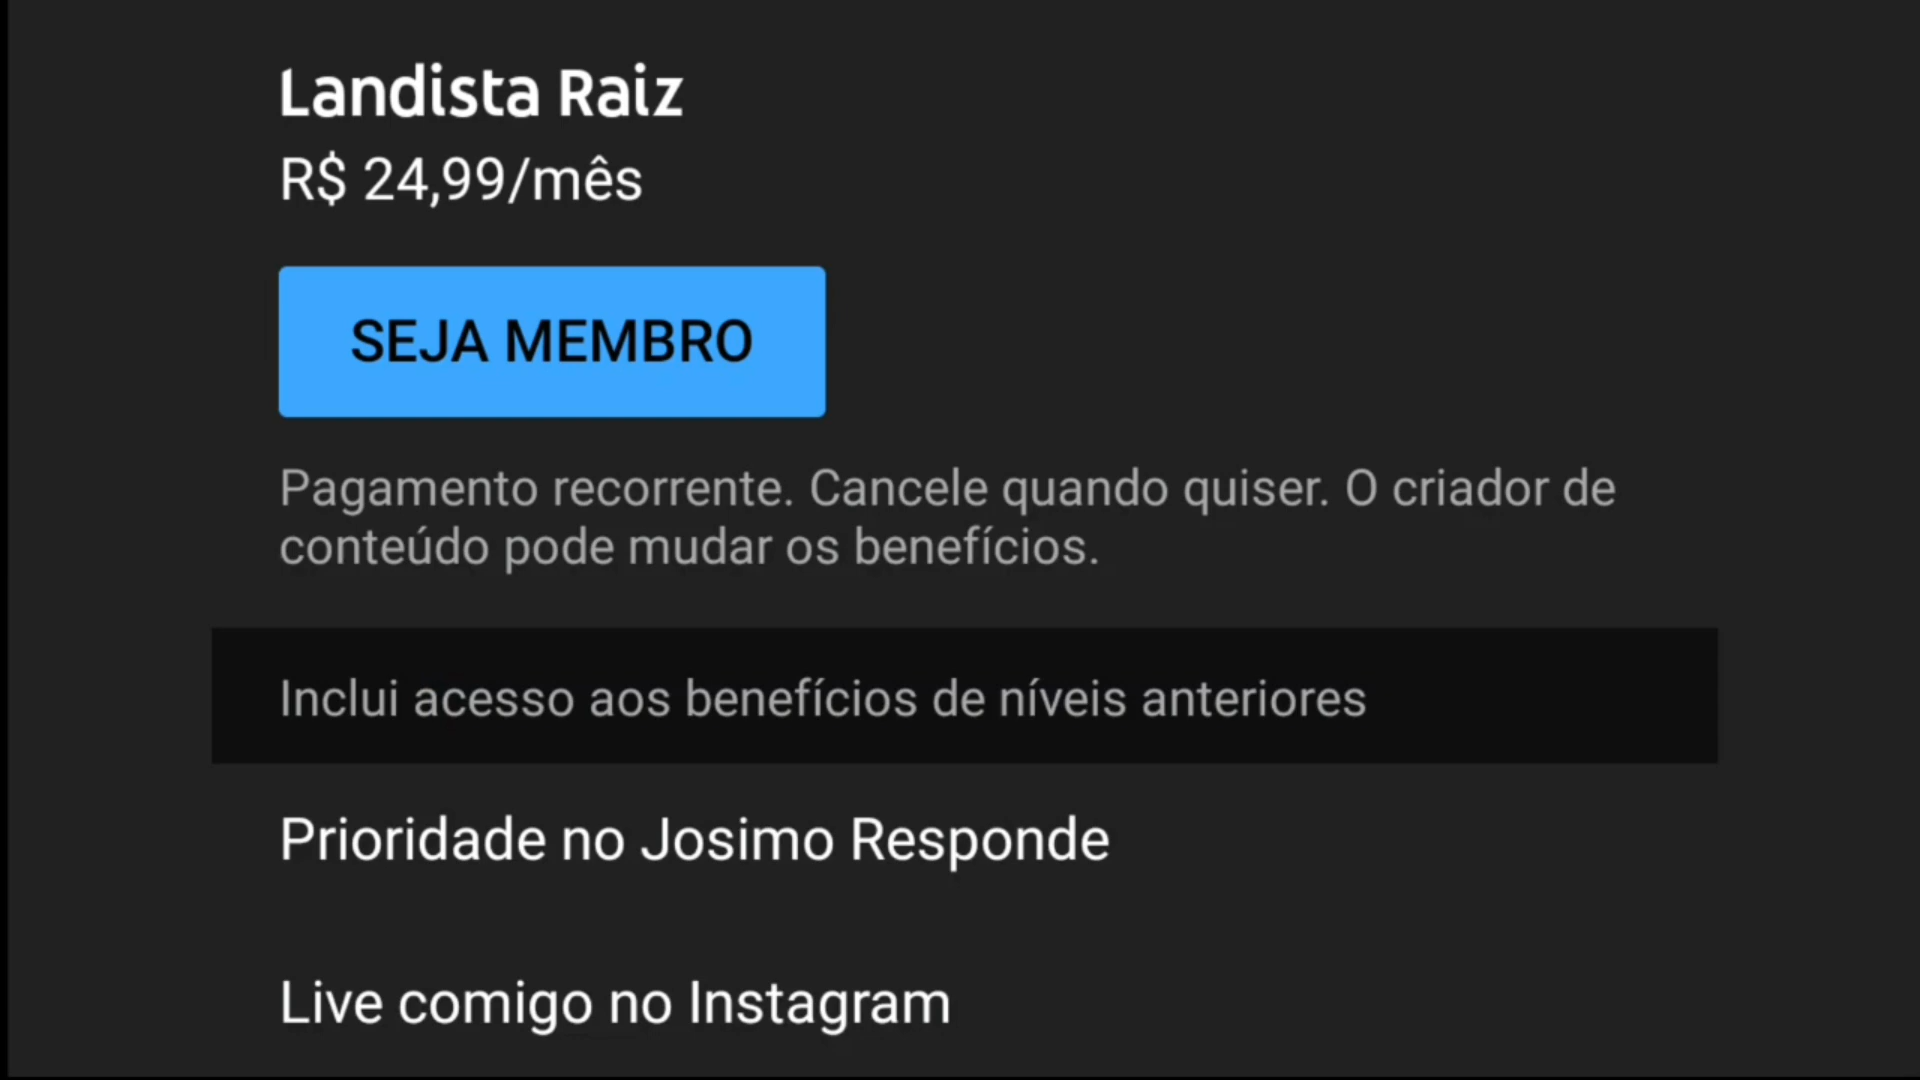 Landista Raiz
R$ 24,99/mês
SEJA MEMBRO
Pagamento recorrente. Cancele quando quiser. O criador de
conteúdo pode mudar os benefícios.
Inclui acesso aos benefícios de níveis anteriores
Prioridade no Josimo Responde
Live comigo no Instagram